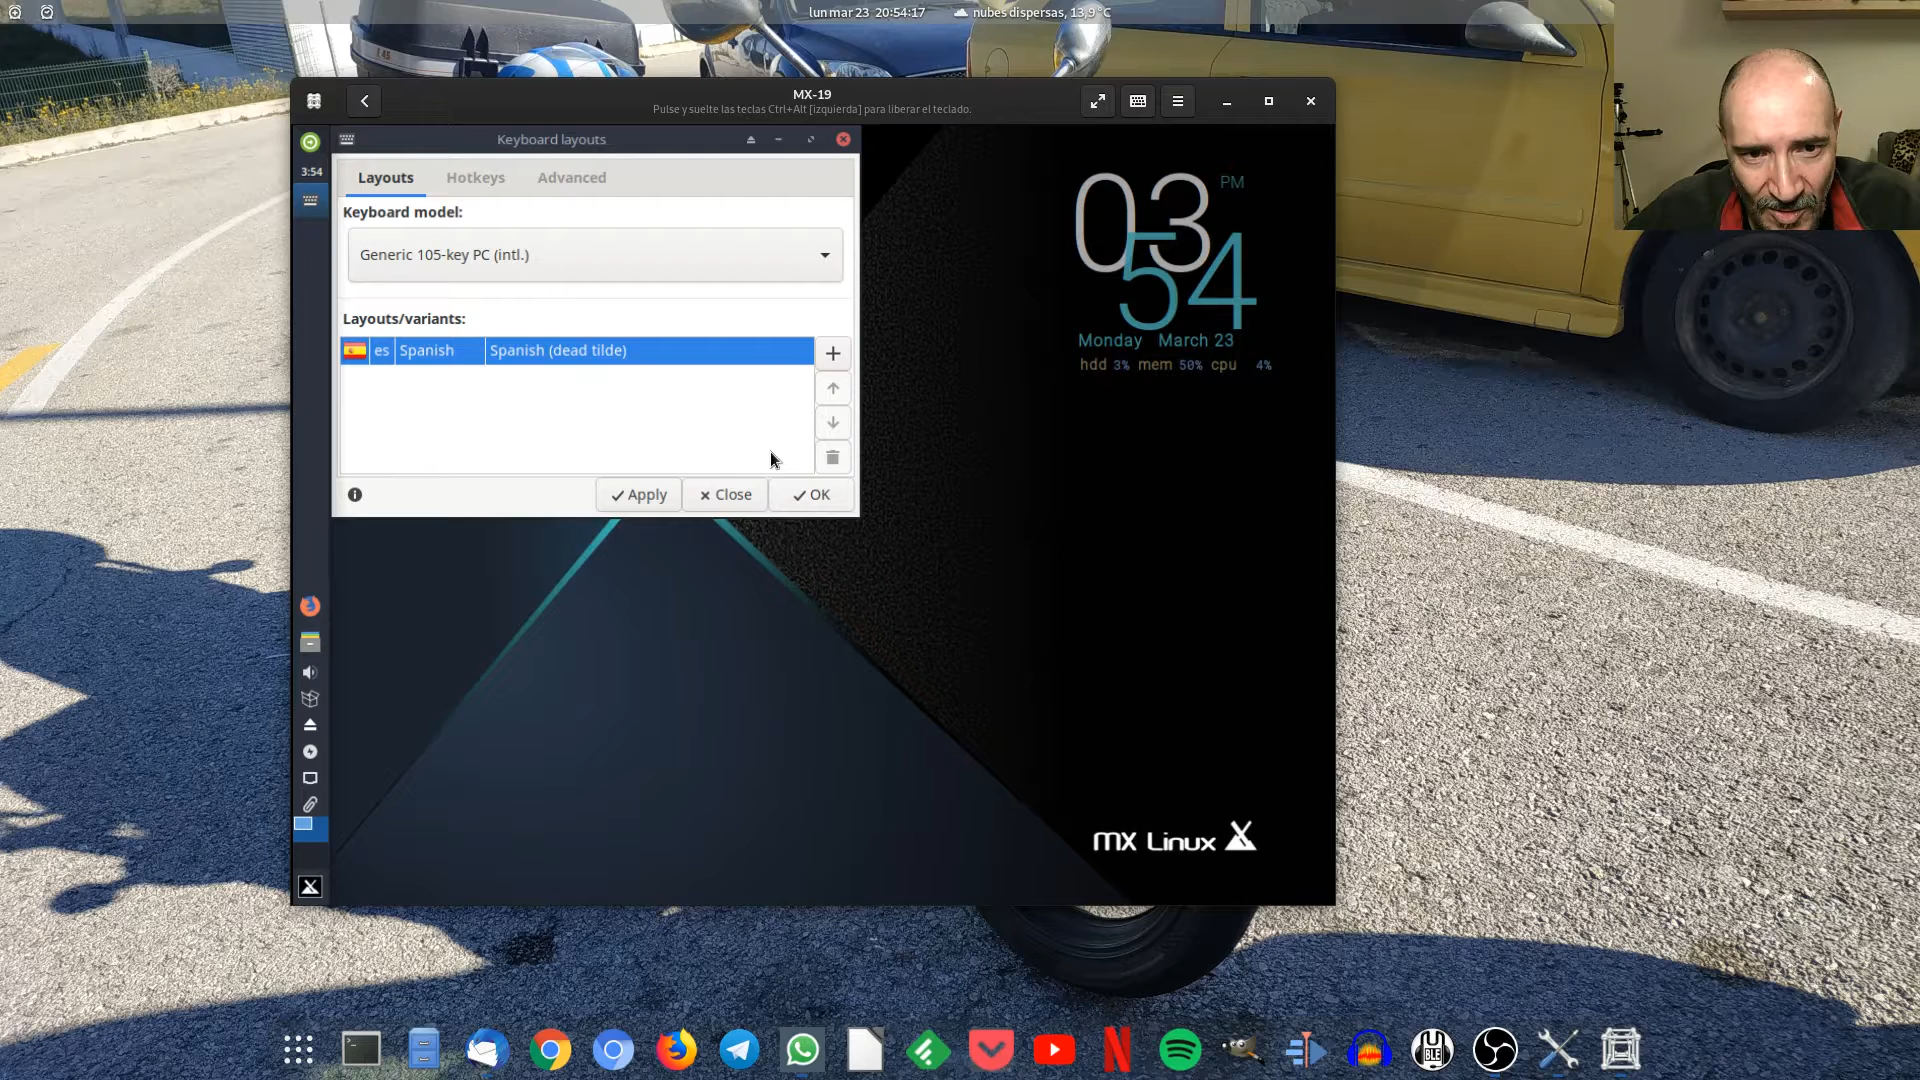 lun mar 23 20:54:17 nubes dispersas, 13,9°C
MX-19
Pulse y suelte las teclas Ctrl+Alt [izquierda] para liberar el teclado.
Keyboard layouts
3:54
Layouts Hotkeys Advanced
Keyboard model:
Generic 105-key PC (intl.)
Layouts/variants:
es Spanish Spanish (dead tilde)
Apply Close OK
03 PM
54
Monday March 23
hdd 3% mem 50% cpu 4%
MX Linux